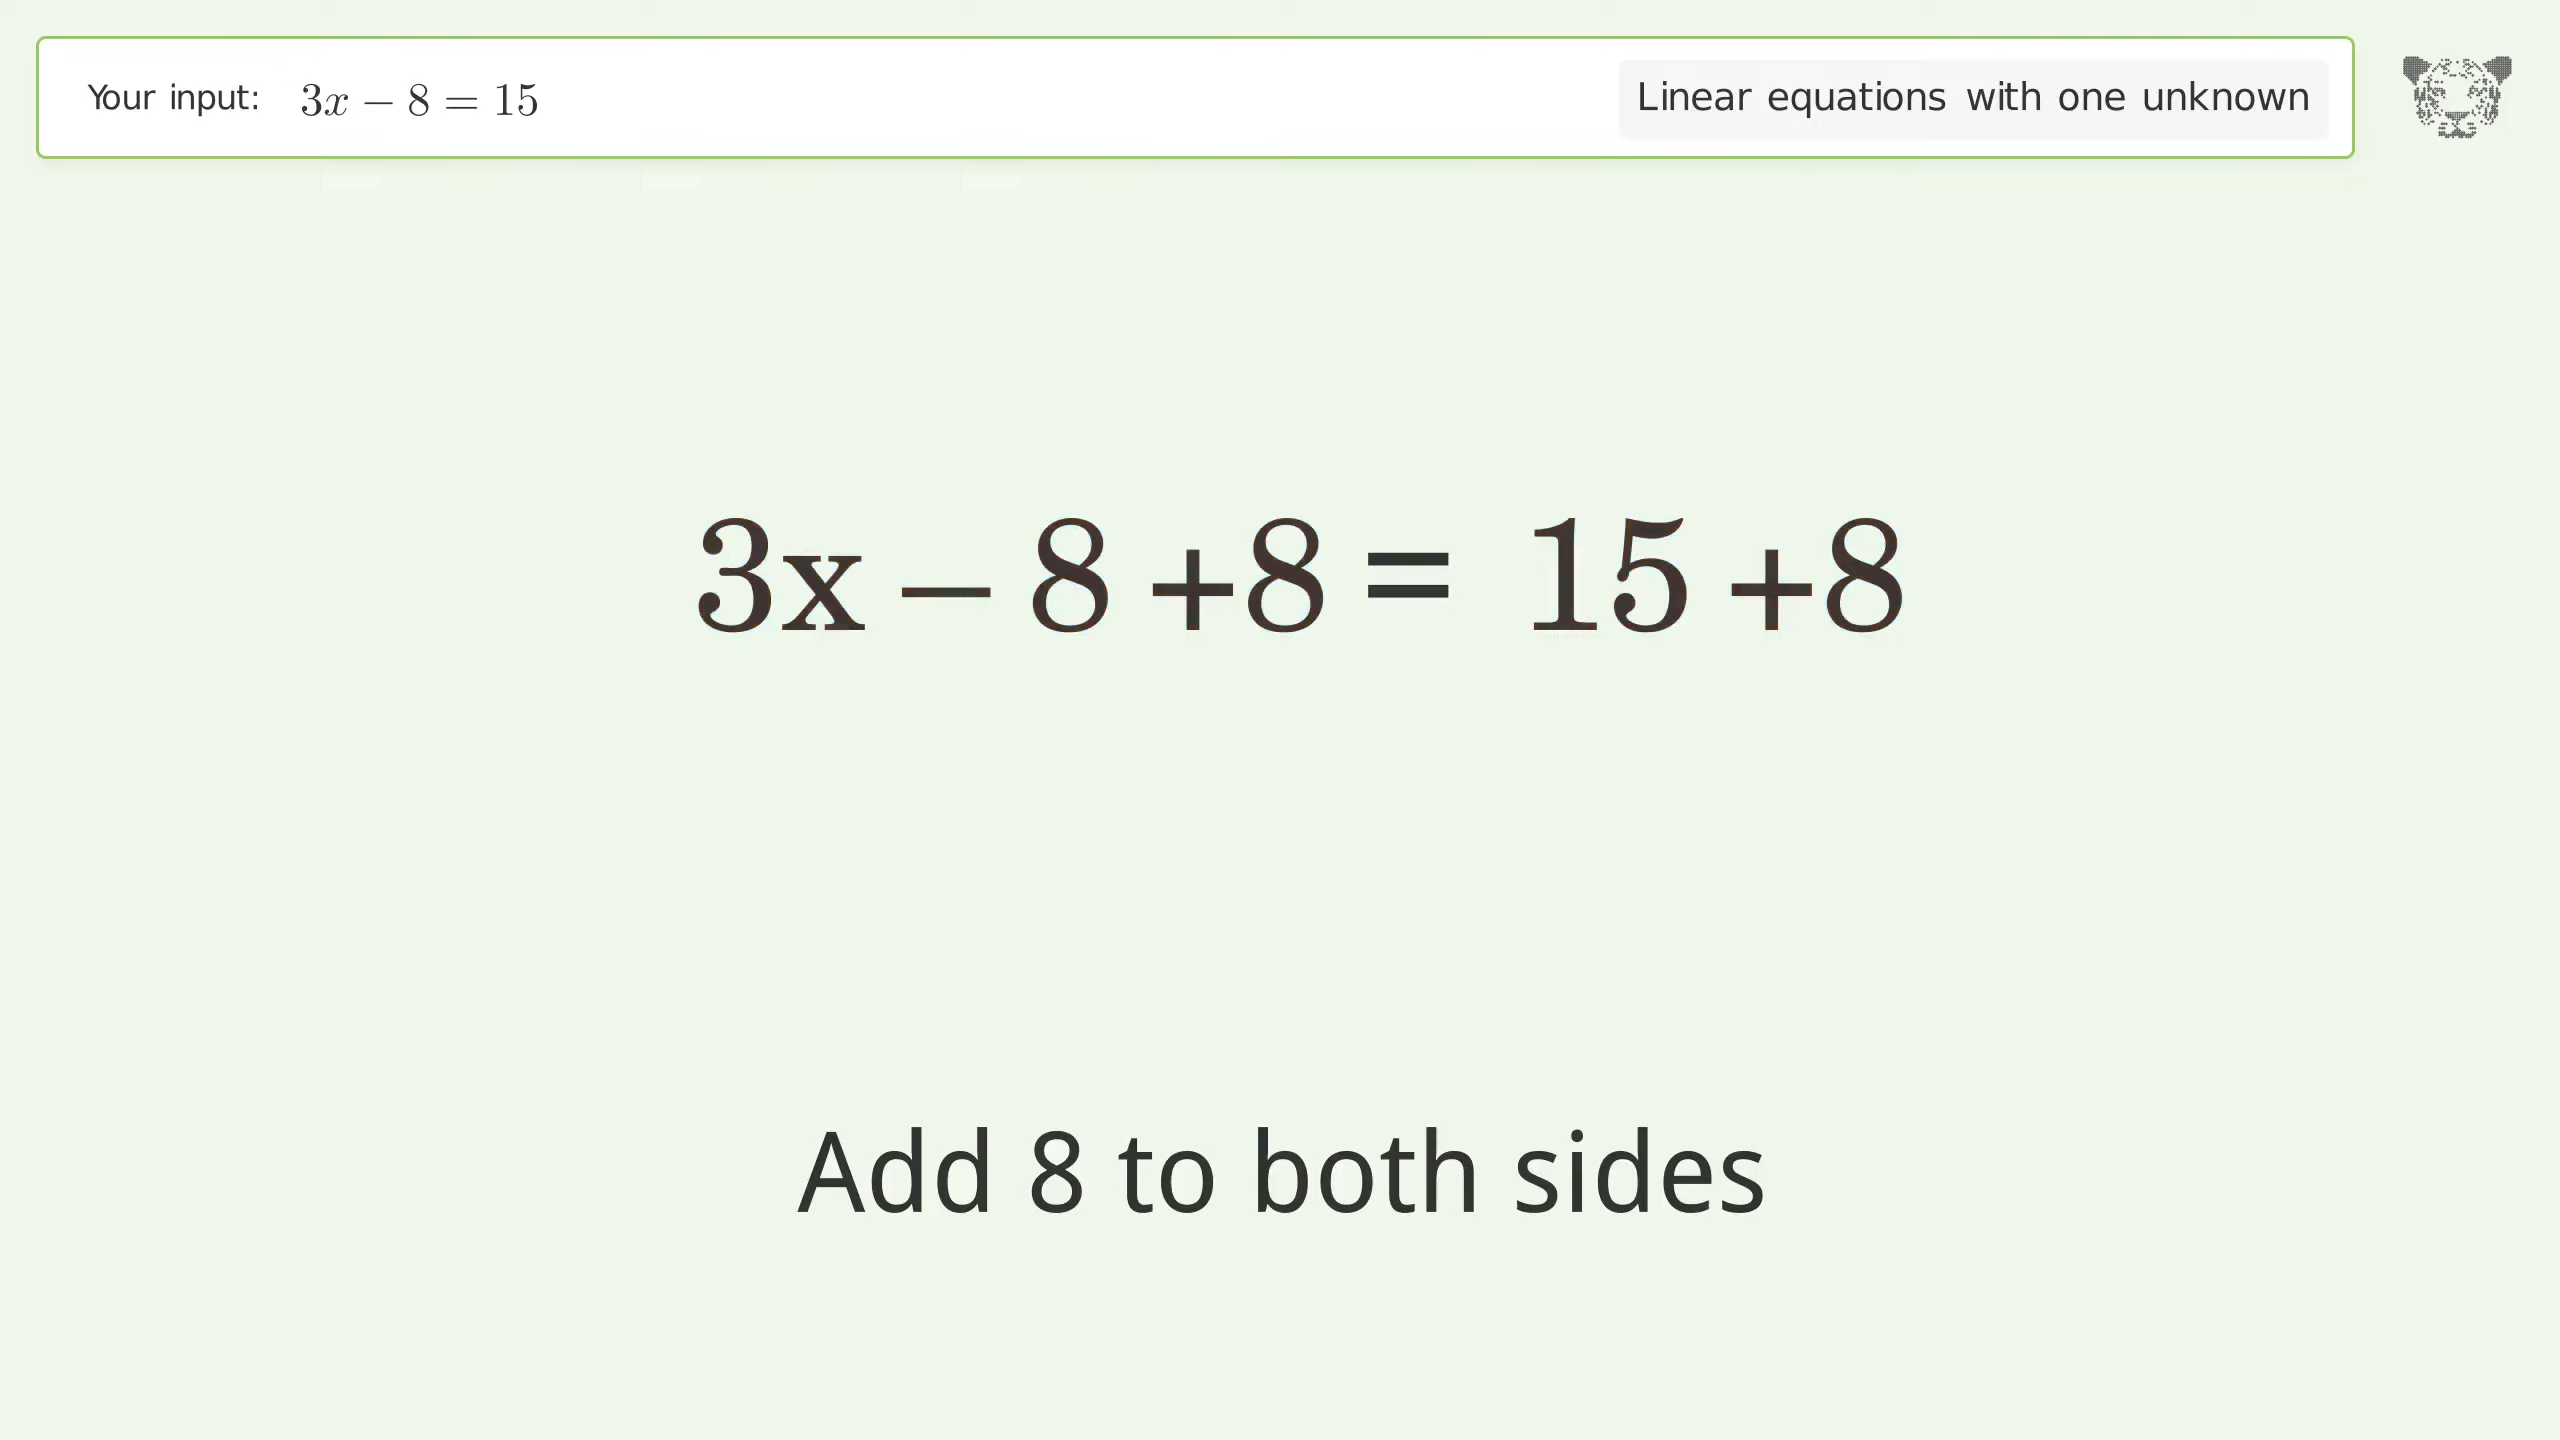 Your input: 3x − 8 = 15 Linear equations with one unknown
3x − 8 +8 = 15 +8
Add 8 to both sides